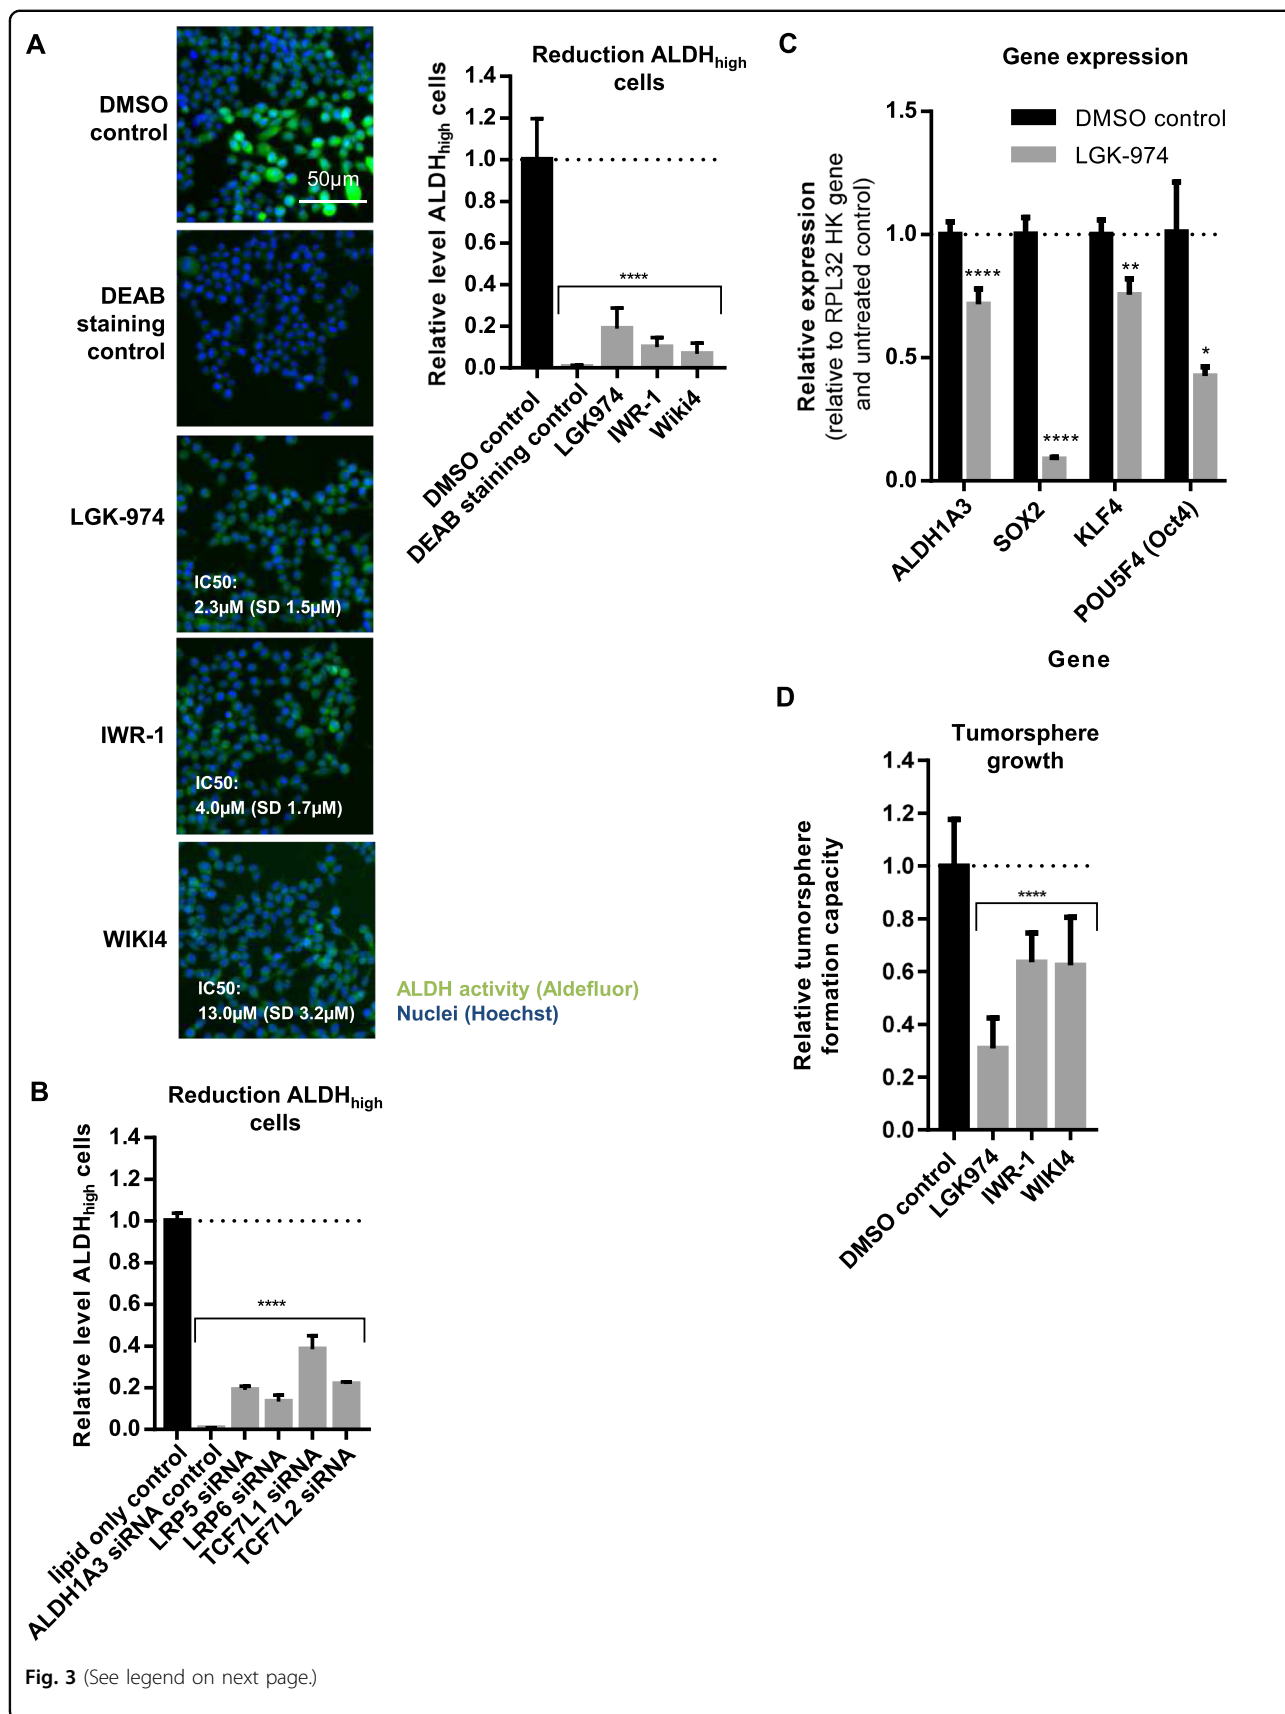 A
DMSO
control
50µm
DEAB
staining
control
LGK-974
IC50:
2.3µM (SD 1.5µM)
IWR-1
IC50:
4.0µM (SD 1.7µM)
WIKI4
IC50:
13.0µM (SD 3.2µM)
ALDH activity (Aldefluor)
Nuclei (Hoechst)
Reduction ALDHhigh
cells
Relative level ALDHhigh cells
1.4
1.2
1.0
0.8
0.6
0.4
0.2
0.0
****
DMSO control
DEAB staining control
LGK974
IWR-1
Wiki4
B
Reduction ALDHhigh
cells
Relative level ALDHhigh cells
1.4
1.2
1.0
0.8
0.6
0.4
0.2
0.0
****
lipid only control
ALDH1A3 siRNA control
LRP5 siRNA
LRP6 siRNA
TCF7L1 siRNA
TCF7L2 siRNA
C
Gene expression
DMSO control
LGK-974
Relative expression
(relative to RPL32 HK gene
and untreated control)
1.5
1.0
0.5
0.0
****
****
**
*
ALDH1A3
SOX2
KLF4
POU5F4 (Oct4)
Gene
D
Tumorsphere
growth
Relative tumorsphere
formation capacity
1.4
1.2
1.0
0.8
0.6
0.4
0.2
0.0
****
DMSO control
LGK974
IWR-1
WIKI4
Fig. 3 (See legend on next page.)